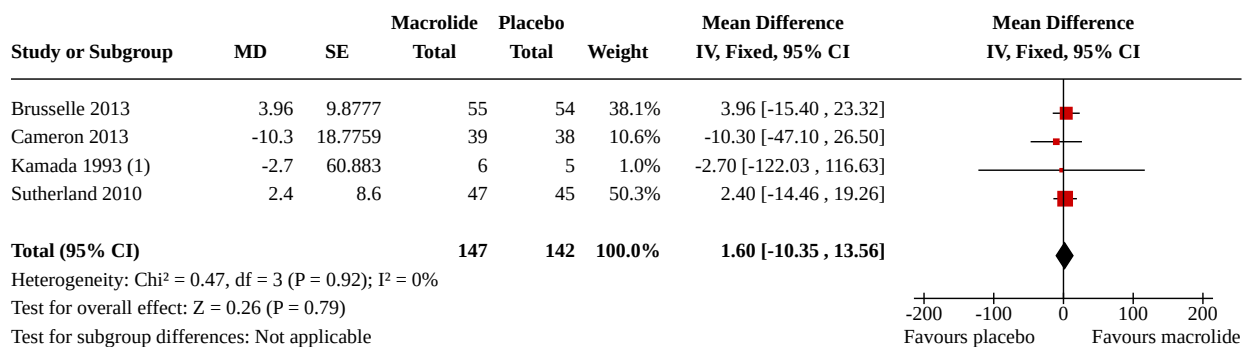 Macrolide Placebo Mean Difference Mean Difference
Study or Subgroup MD SE Total Total Weight IV, Fixed, 95% CI IV, Fixed, 95% CI
Brusselle 2013 3.96 9.8777 55 54 38.1% 3.96 [-15.40 , 23.32]
Cameron 2013 -10.3 18.7759 39 38 10.6% -10.30 [-47.10 , 26.50]
Kamada 1993 (1) -2.7 60.883 6 5 1.0% -2.70 [-122.03 , 116.63]
Sutherland 2010 2.4 8.6 47 45 50.3% 2.40 [-14.46 , 19.26]
Total (95% CI) 147 142 100.0% 1.60 [-10.35 , 13.56]
Heterogeneity: Chi² = 0.47, df = 3 (P = 0.92); I² = 0%
Test for overall effect: Z = 0.26 (P = 0.79) -200 -100 0 100 200
Test for subgroup differences: Not applicable Favours placebo Favours macrolide